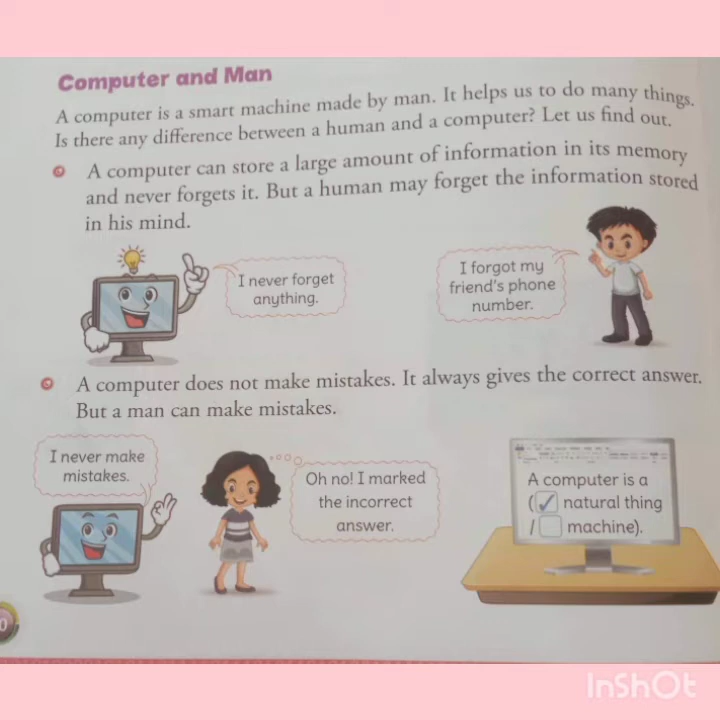 Computer and Man
A computer is a smart machine made by man. It helps us to do many things.
Is there any difference between a human and a computer? Let us find out.
A computer can store a large amount of information in its memory
and never forgets it. But a human may forget the information stored
in his mind.
I never forget
anything.
I forgot my
friend's phone
number.
A computer does not make mistakes. It always gives the correct answer.
But a man can make mistakes.
I never make
mistakes.
Oh no! I marked
the incorrect
answer.
A computer is a
(✓ natural thing
/ machine).
0
InShOt